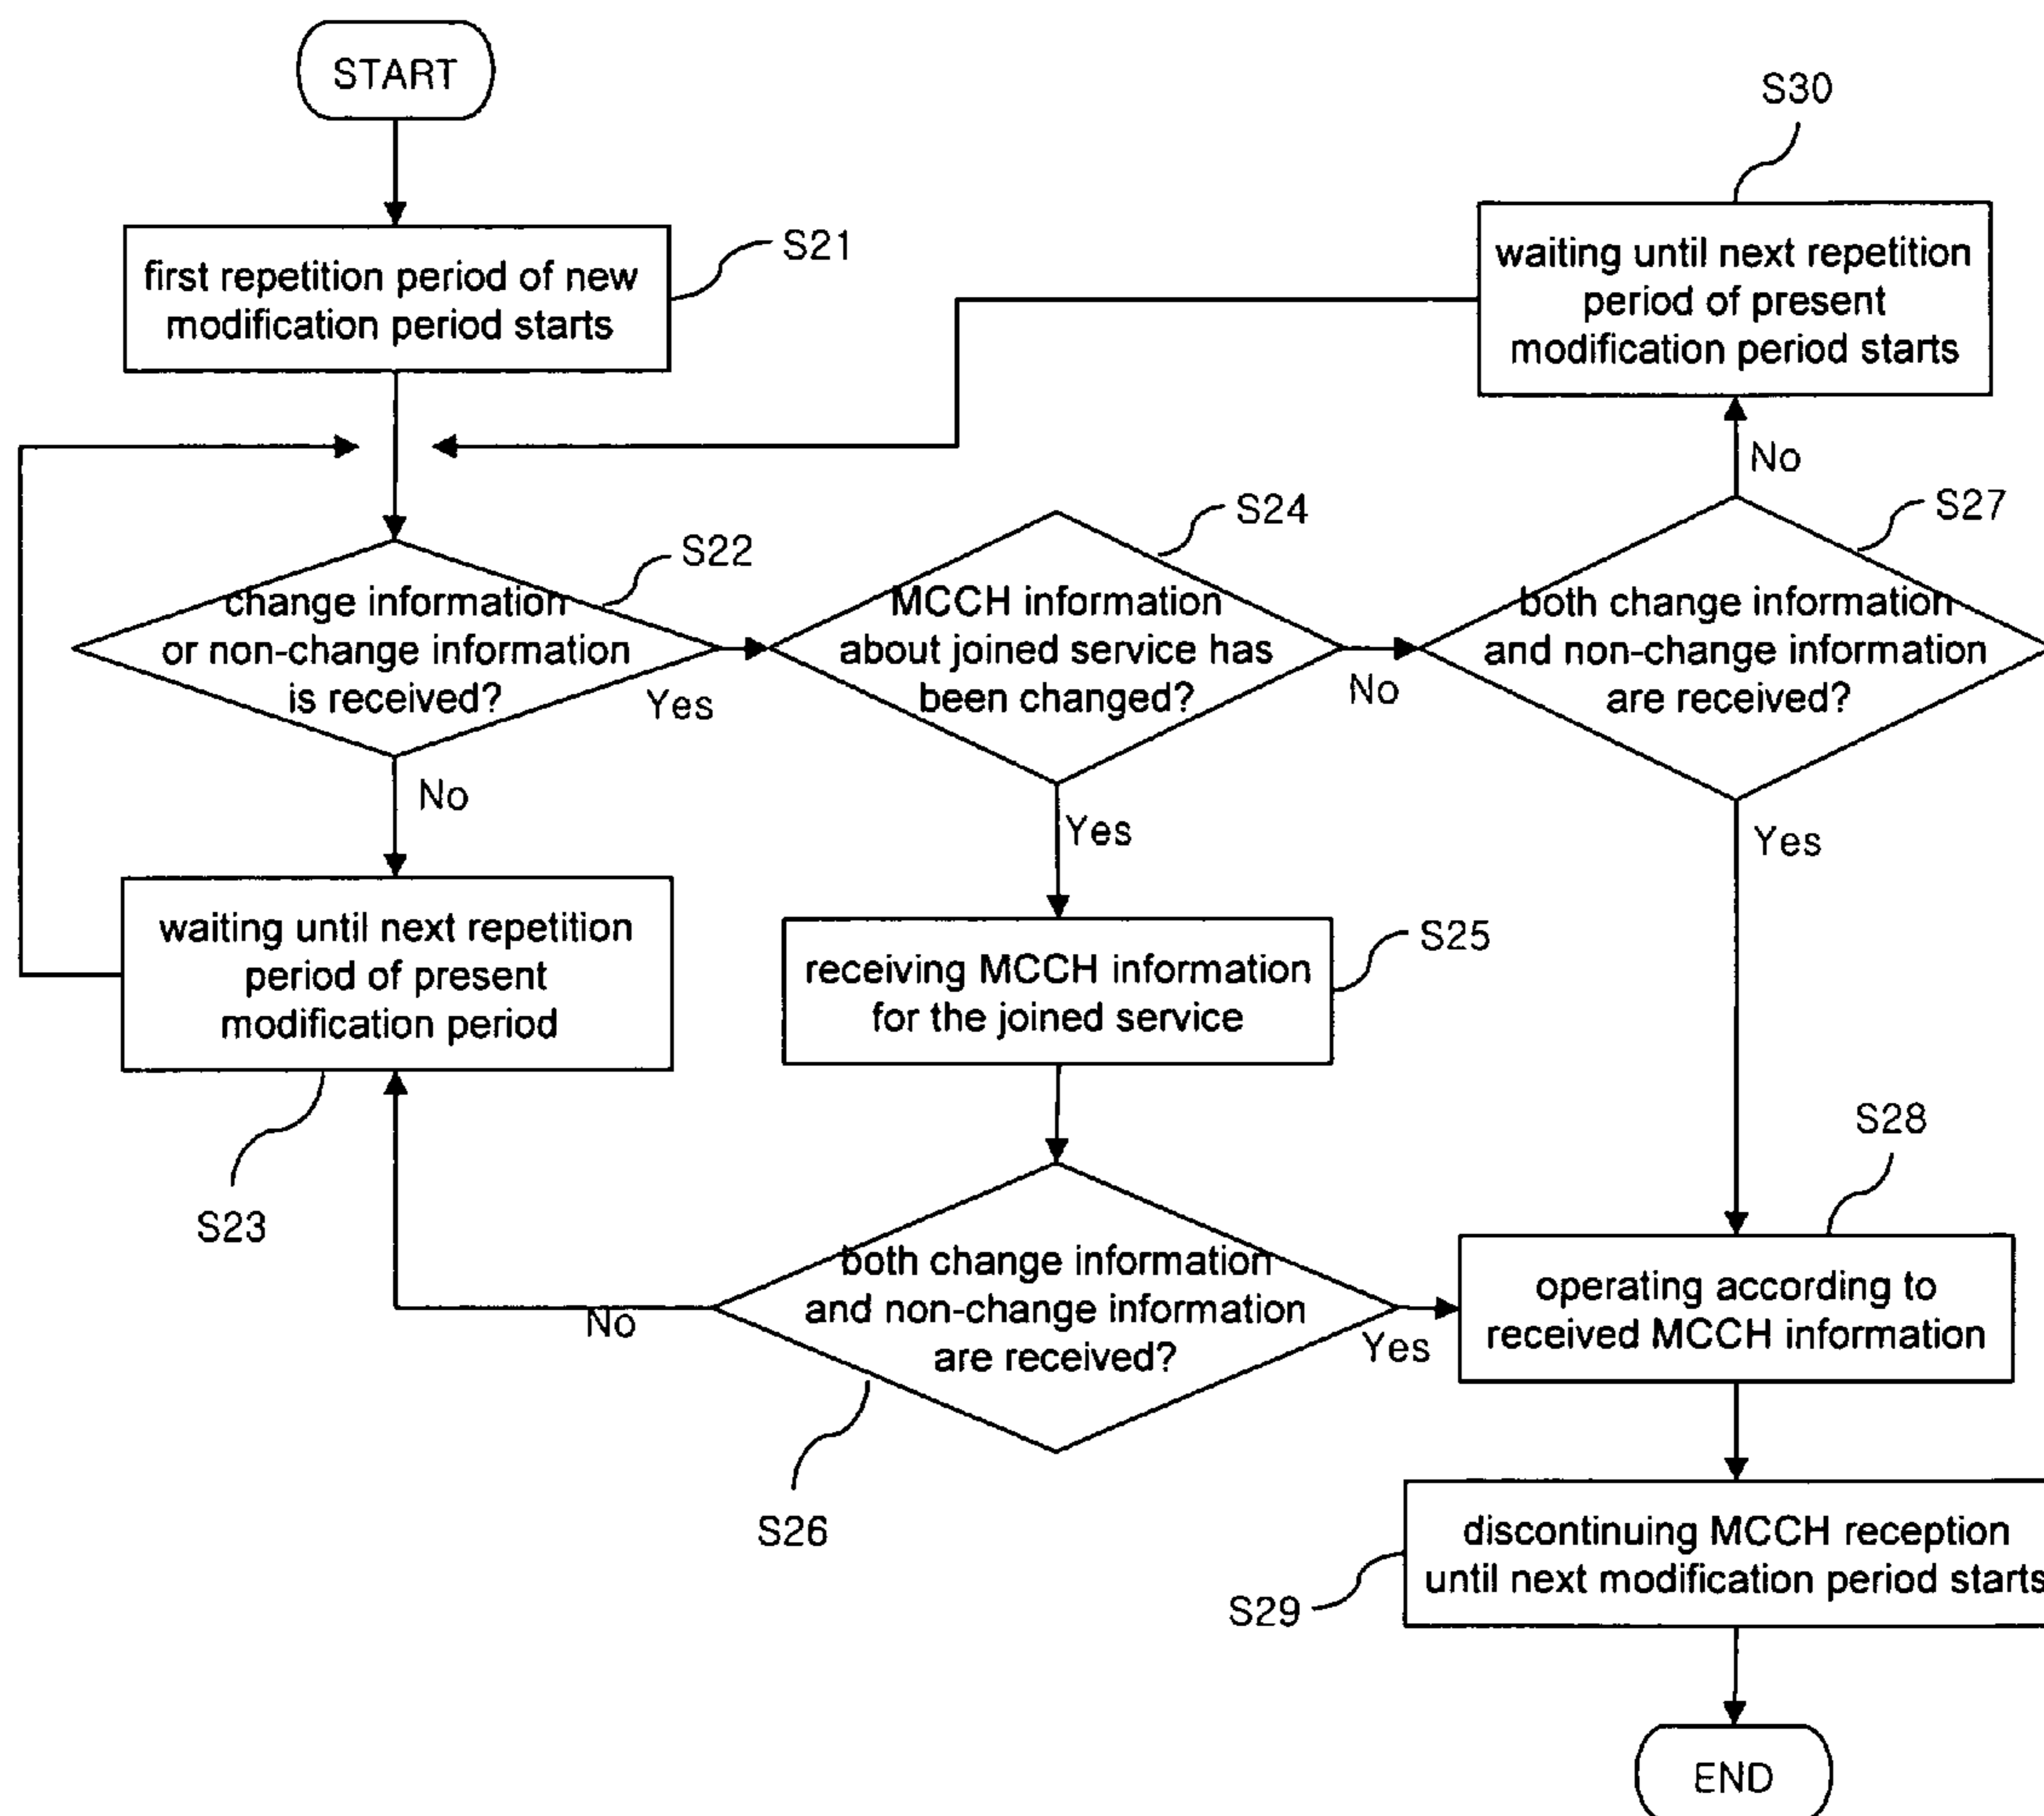 START
S30
first repetition period of new
modification period starts
S21
waiting until next repetition
period of present
modification period starts
No
S22
S24
S27
change information
or non-change information
is received?
Yes
MCCH information
about joined service has
been changed?
No
both change information
and non-change information
are received?
No
Yes
Yes
waiting until next repetition
period of present
modification period
S23
receiving MCCH information
for the joined service
S25
S28
both change information
and non-change information
are received?
No
Yes
S26
operating according to
received MCCH information
discontinuing MCCH reception
until next modification period starts
S29
END